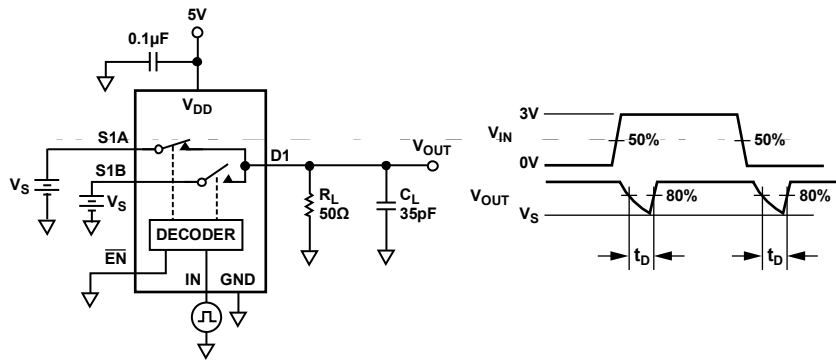 5V
0.1µF
VDD
S1A
S1B
D1
VOUT
VS
VS
RL
50Ω
CL
35pF
DECODER
EN
IN
GND
3V
VIN
50%
50%
0V
VOUT
80%
80%
VS
tD
tD